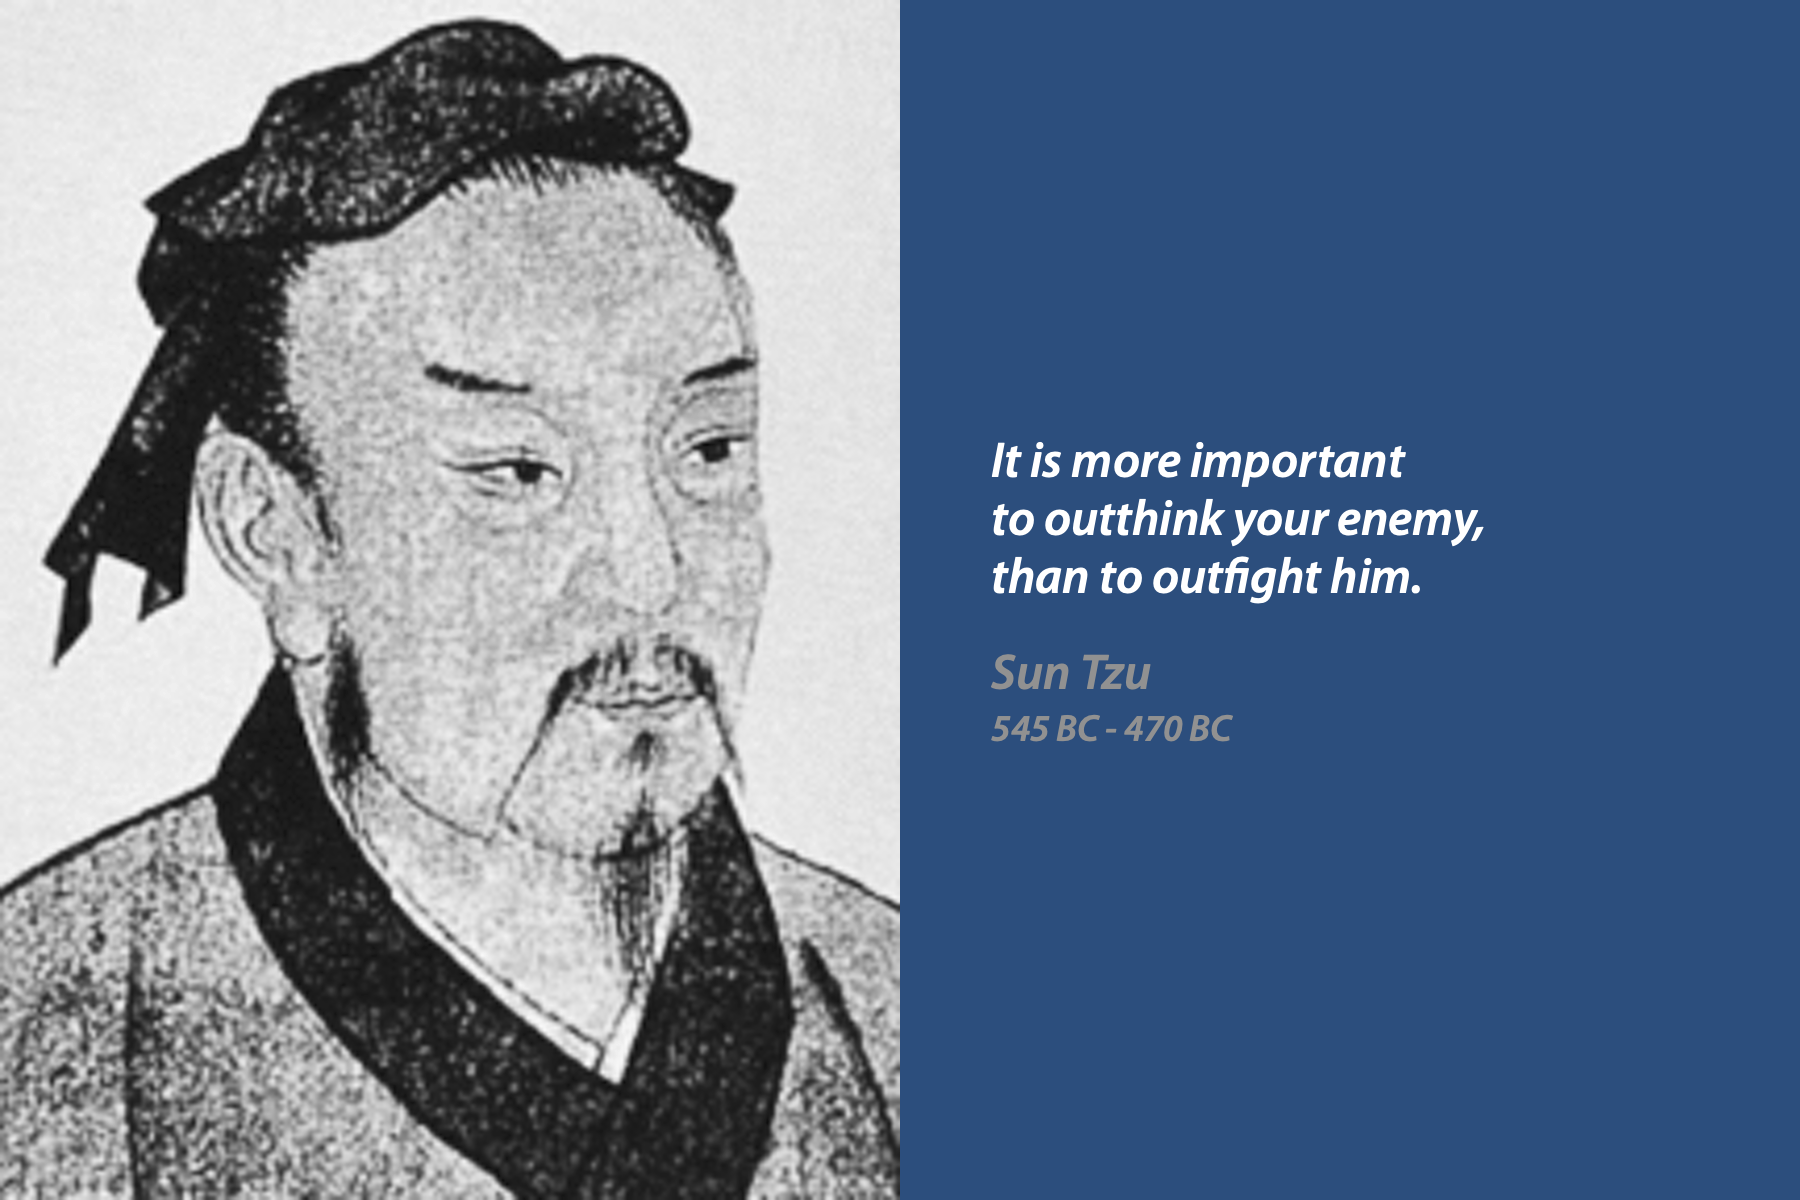 It is more important
to outthink your enemy,
than to outfight him.
Sun Tzu
545 BC - 470 BC